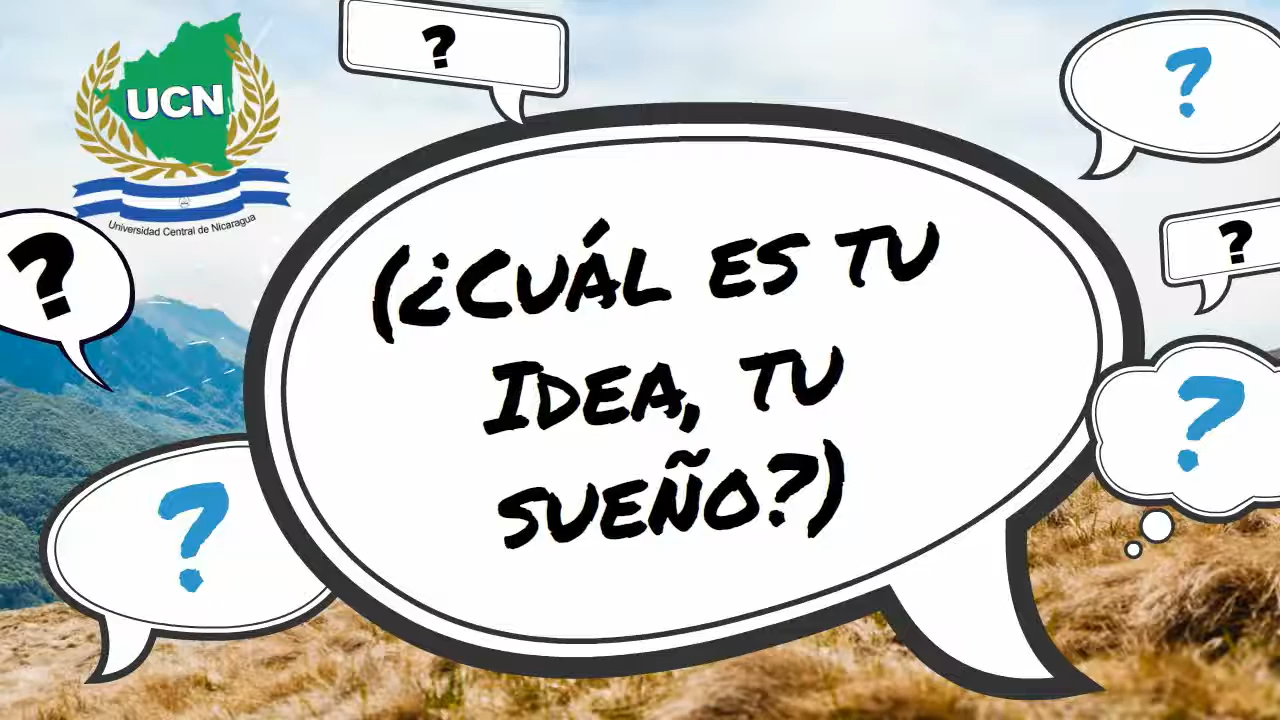 UCN
Universidad Central de Nicaragua
?
?
?
?
?
?
(¿Cuál es tu
Idea, tu
sueño?)